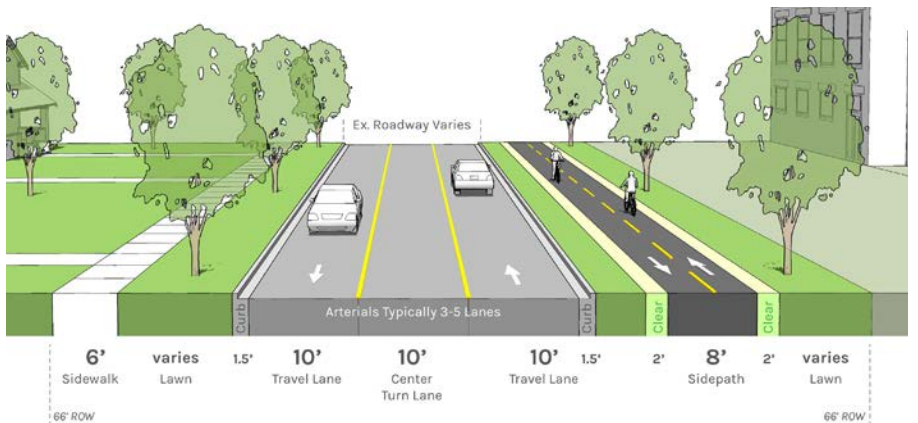 Ex. Roadway Varies
Arterials Typically 3-5 Lanes
Curb
Curb
Clear
Clear
6'
Sidewalk
varies
Lawn
1.5'
10'
Travel Lane
10'
Center
Turn Lane
10'
Travel Lane
1.5'
2'
8'
Sidepath
2'
varies
Lawn
66' ROW
66' ROW